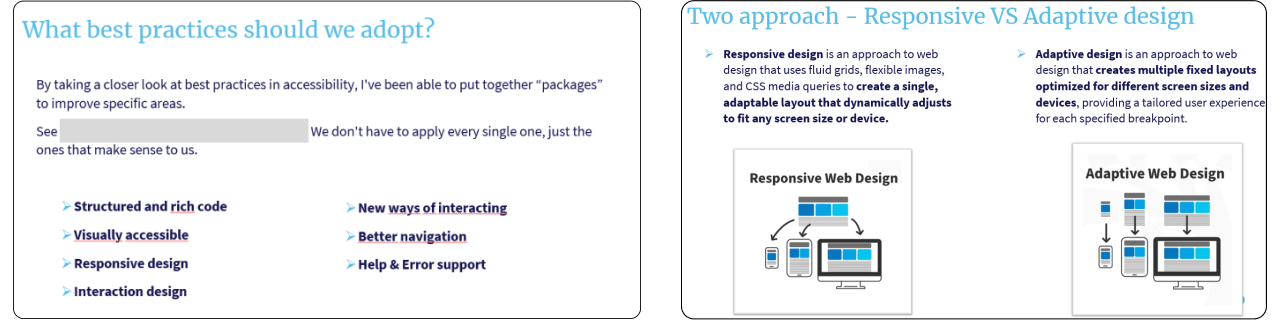 What best practices should we adopt?
By taking a closer look at best practices in accessibility, I've been able to put together “packages”
to improve specific areas.
See We don't have to apply every single one, just the
ones that make sense to us.
Structured and rich code
Visually accessible
Responsive design
Interaction design
New ways of interacting
Better navigation
Help & Error support
Two approach - Responsive VS Adaptive design
Responsive design is an approach to web
design that uses fluid grids, flexible images,
and CSS media queries to create a single,
adaptable layout that dynamically adjusts
to fit any screen size or device.
Responsive Web Design
Adaptive design is an approach to web
design that creates multiple fixed layouts
optimized for different screen sizes and
devices, providing a tailored user experience
for each specified breakpoint.
Adaptive Web Design